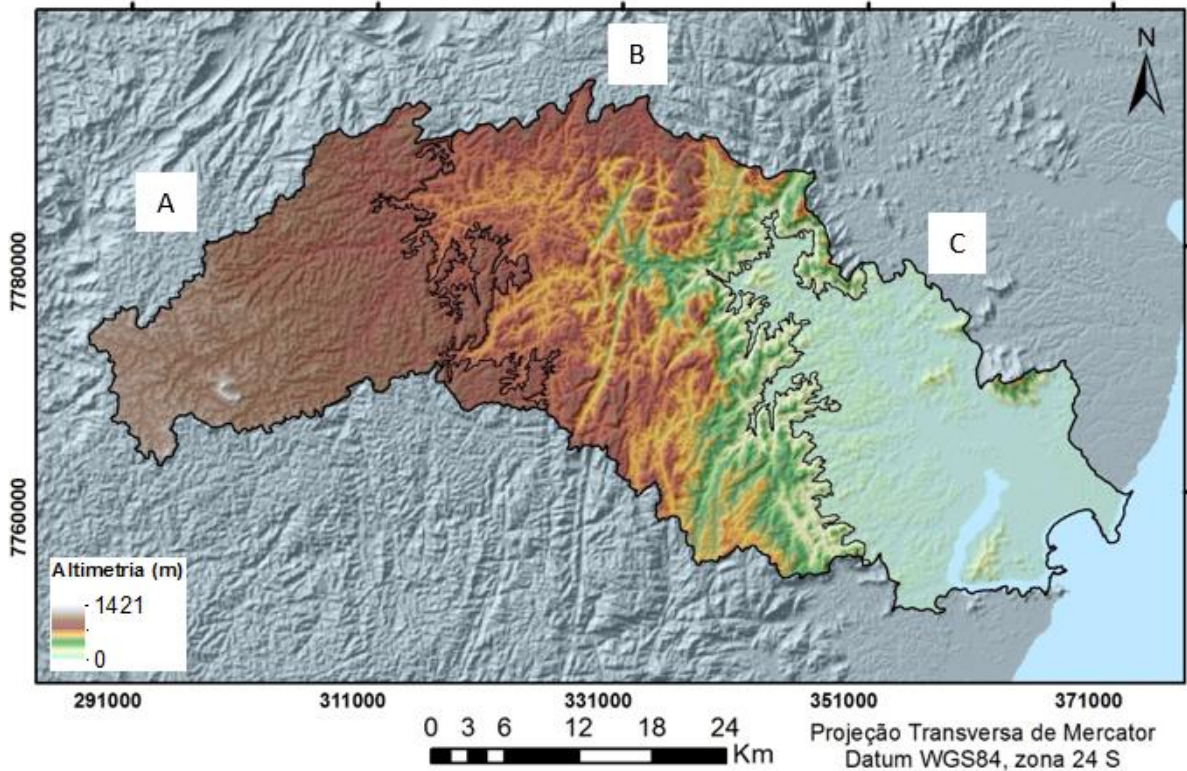 B
N
A
C
7780000
7760000
Altimetria (m)
1421
0
291000
311000
331000
351000
371000
0 3 6 12 18 24
Km
Projeção Transversa de Mercator
Datum WGS84, zona 24 S